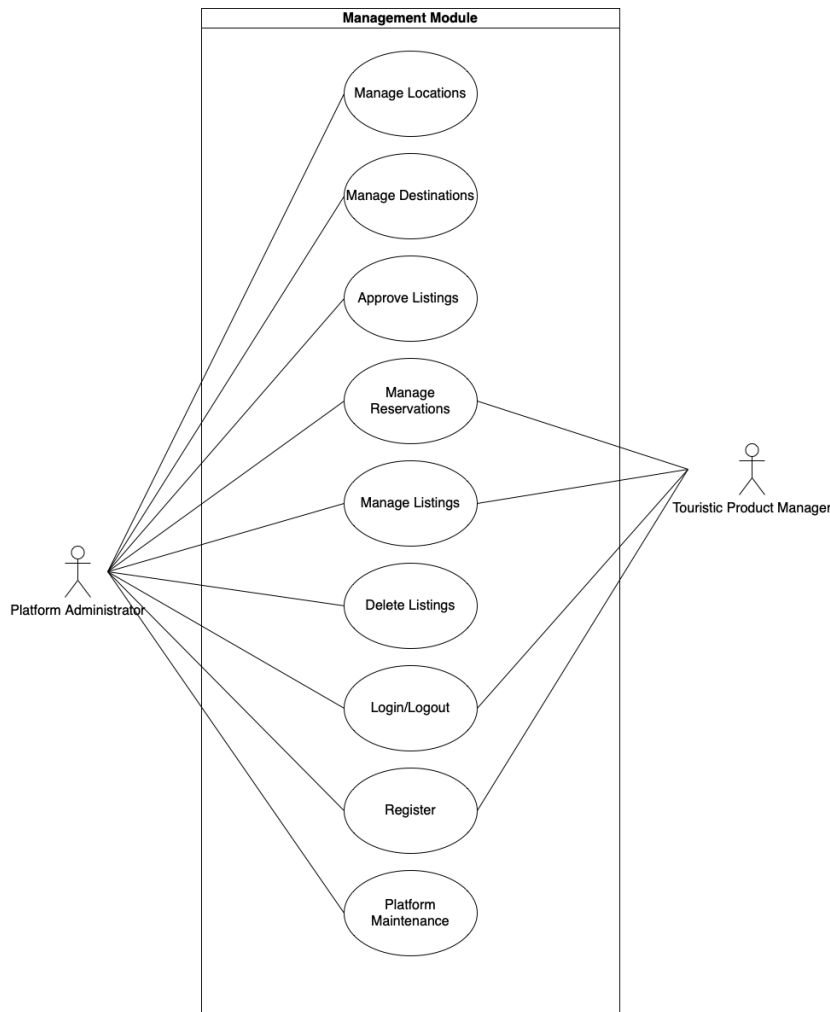 Management Module
Manage Locations
Manage Destinations
Approve Listings
Manage
Reservations
Manage Listings
Touristic Product Manager
Platform Administrator
Delete Listings
Login/Logout
Register
Platform
Maintenance